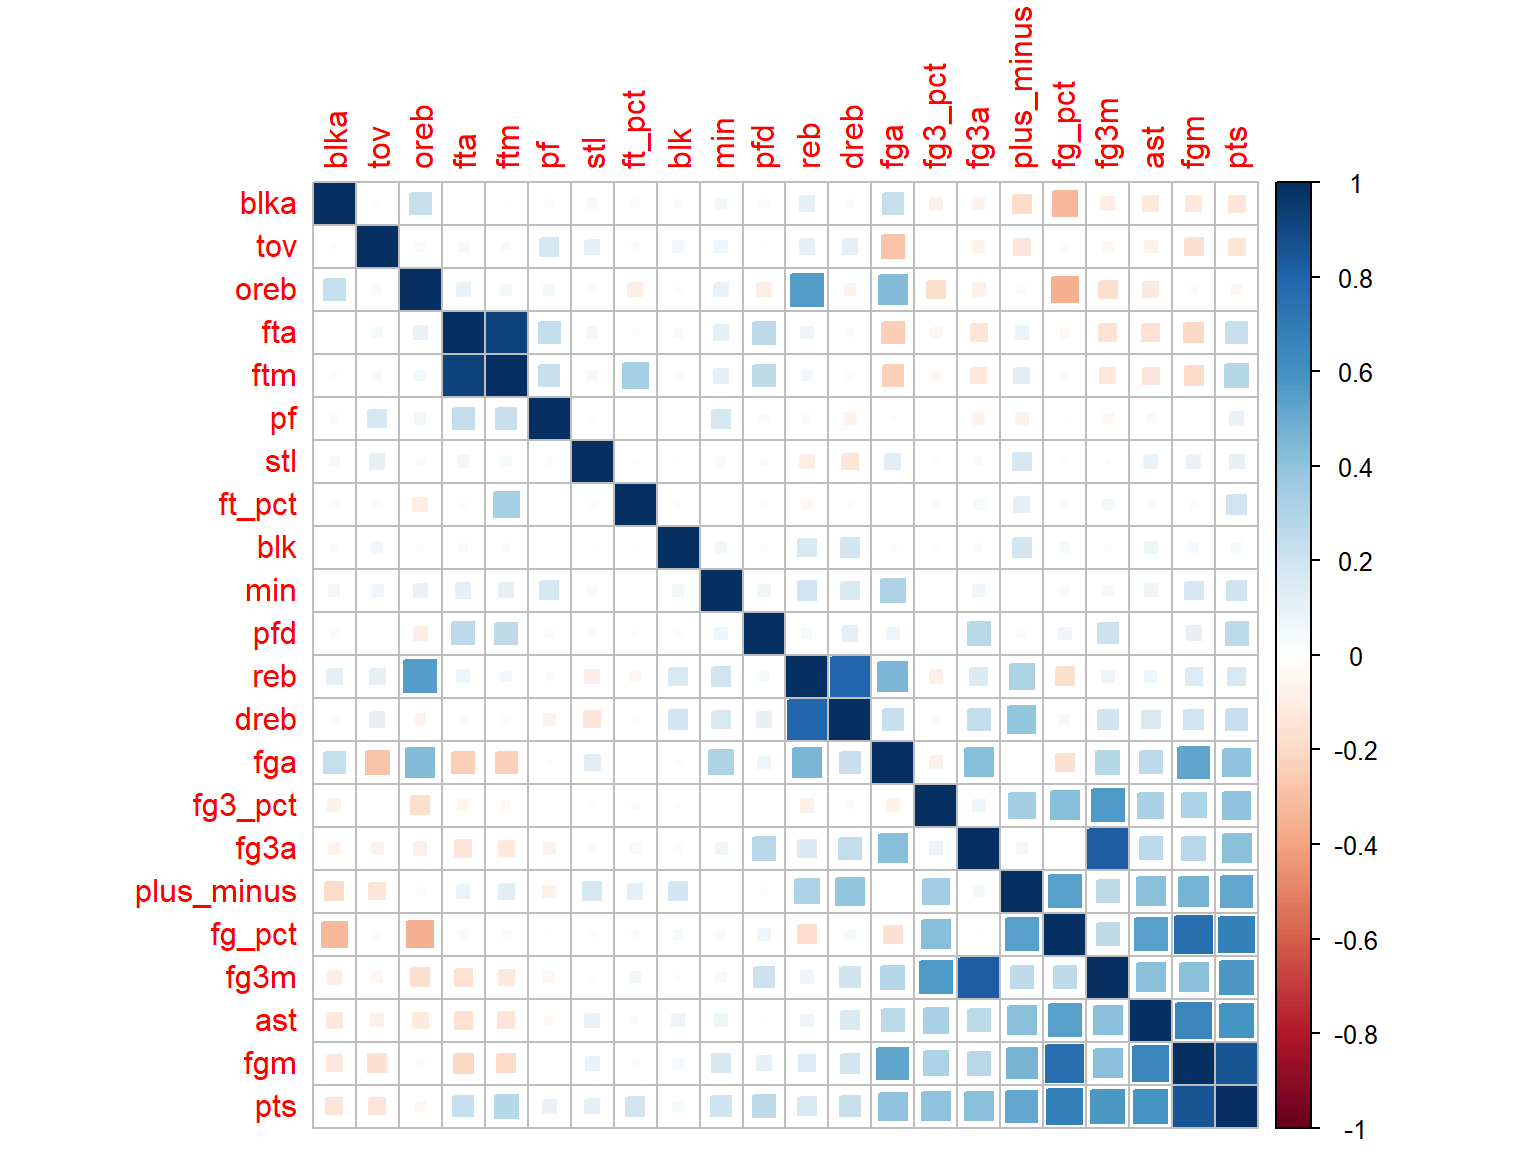 blka
tov
oreb
fta
ftm
pf
stl
ft_pct
blk
min
pfd
reb
dreb
fga
fg3_pct
fg3a
plus_minus
fg_pct
fg3m
ast
fgm
pts
blka
tov
oreb
fta
ftm
pf
stl
ft_pct
blk
min
pfd
reb
dreb
fga
fg3_pct
fg3a
plus_minus
fg_pct
fg3m
ast
fgm
pts
1
0.8
0.6
0.4
0.2
0
-0.2
-0.4
-0.6
-0.8
-1